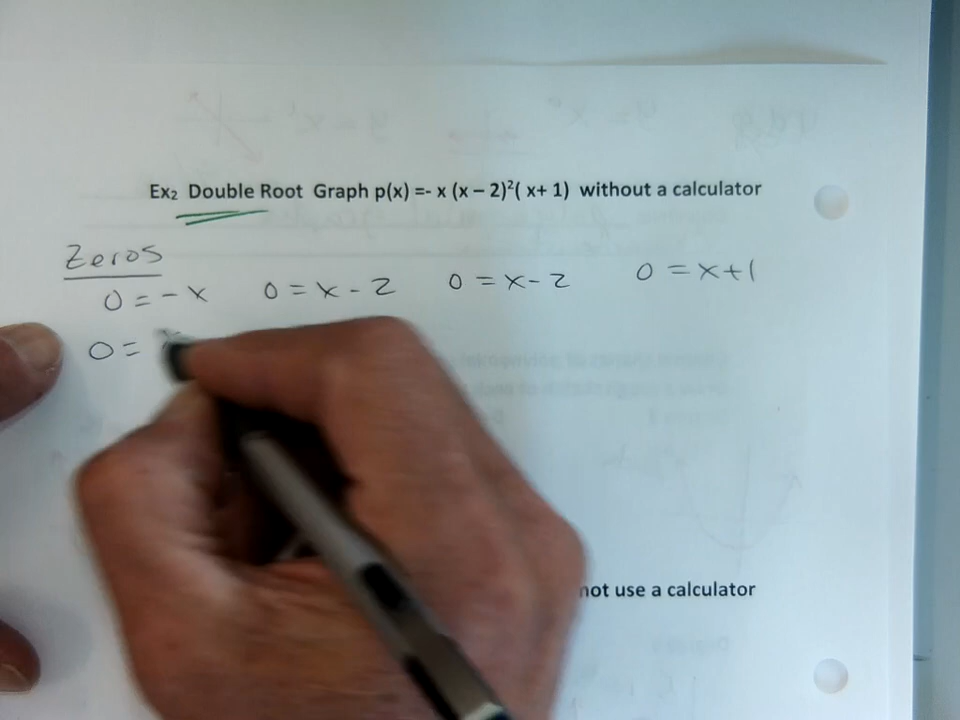 Ex₂ Double Root Graph p(x) =- x (x – 2)²( x+ 1) without a calculator
Zeros
0 = -x 0 = x - 2 0 = x - 2 0 = x+1
0 =
not use a calculator